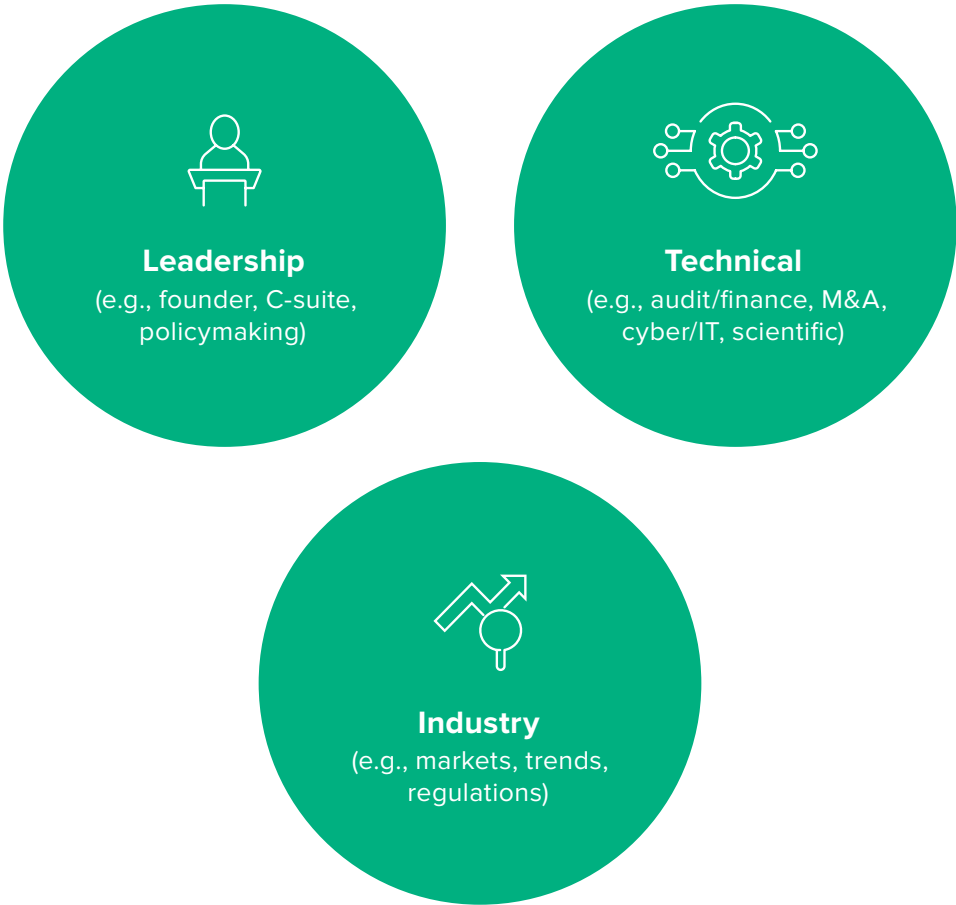 Leadership
(e.g., founder, C-suite,
policymaking)
Technical
(e.g., audit/finance, M&A,
cyber/IT, scientific)
Industry
(e.g., markets, trends,
regulations)